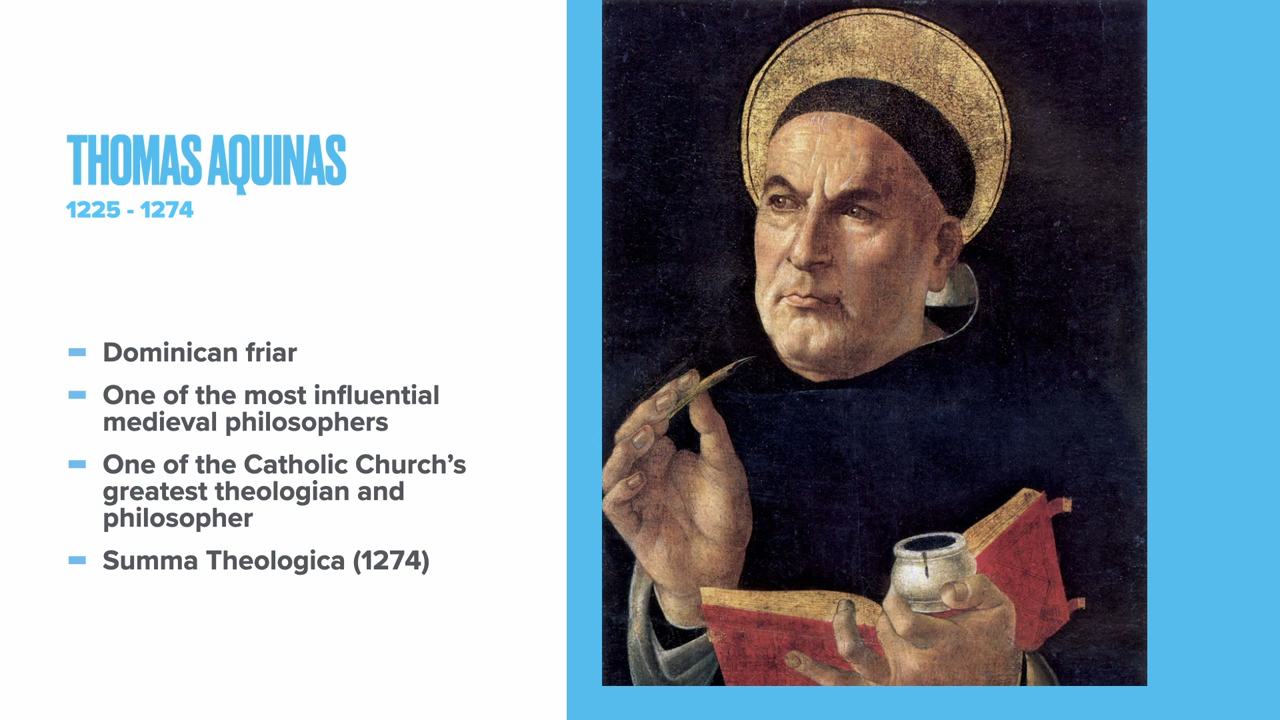 THOMAS AQUINAS
1225 - 1274
Dominican friar
One of the most influential
medieval philosophers
One of the Catholic Church’s
greatest theologian and
philosopher
Summa Theologica (1274)